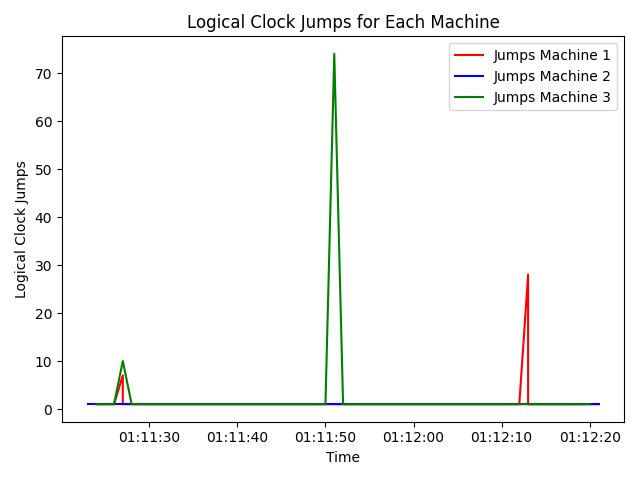 Logical Clock Jumps for Each Machine
Jumps Machine 1
Jumps Machine 2
Jumps Machine 3
Logical Clock Jumps
70
60
50
40
30
20
10
0
01:11:30 01:11:40 01:11:50 01:12:00 01:12:10 01:12:20
Time